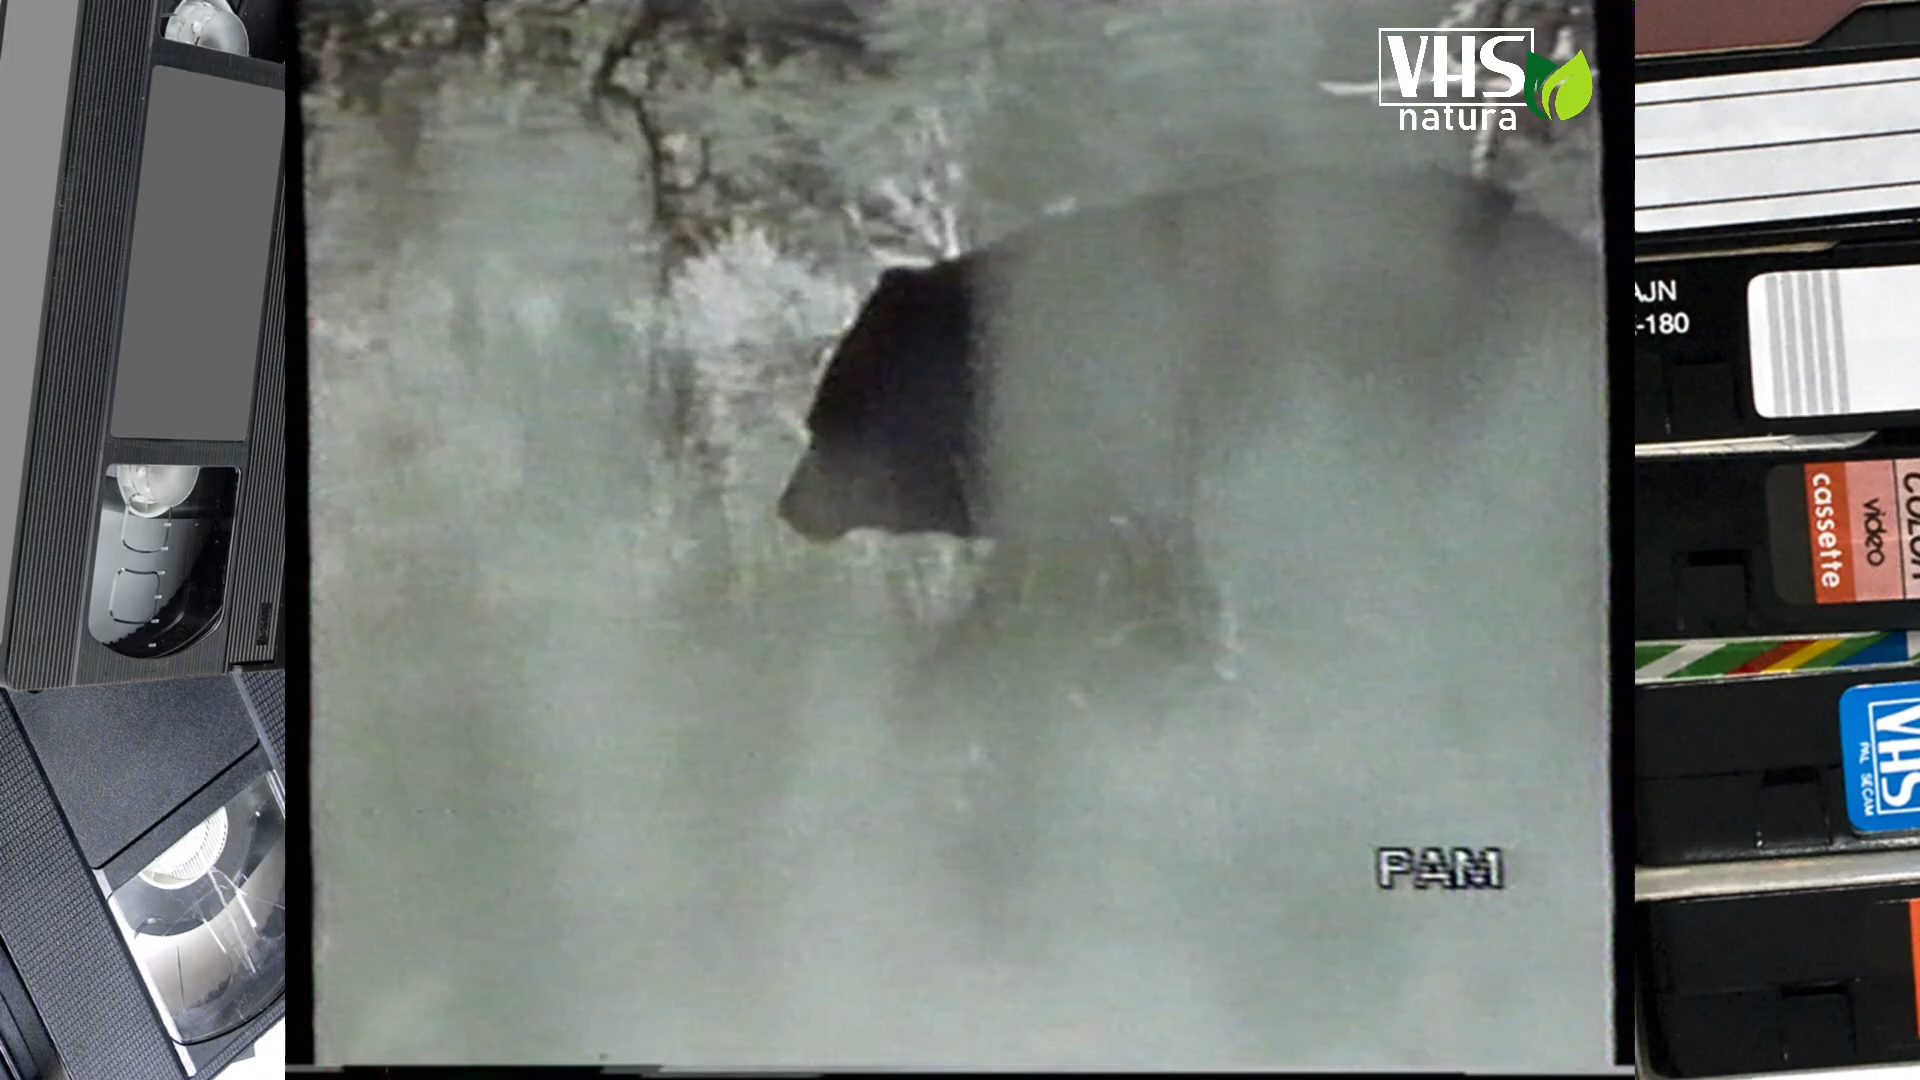 VHS
natura
AJN
-180
cassette
video
COLOR
VHS
PAL SECAM
PAM